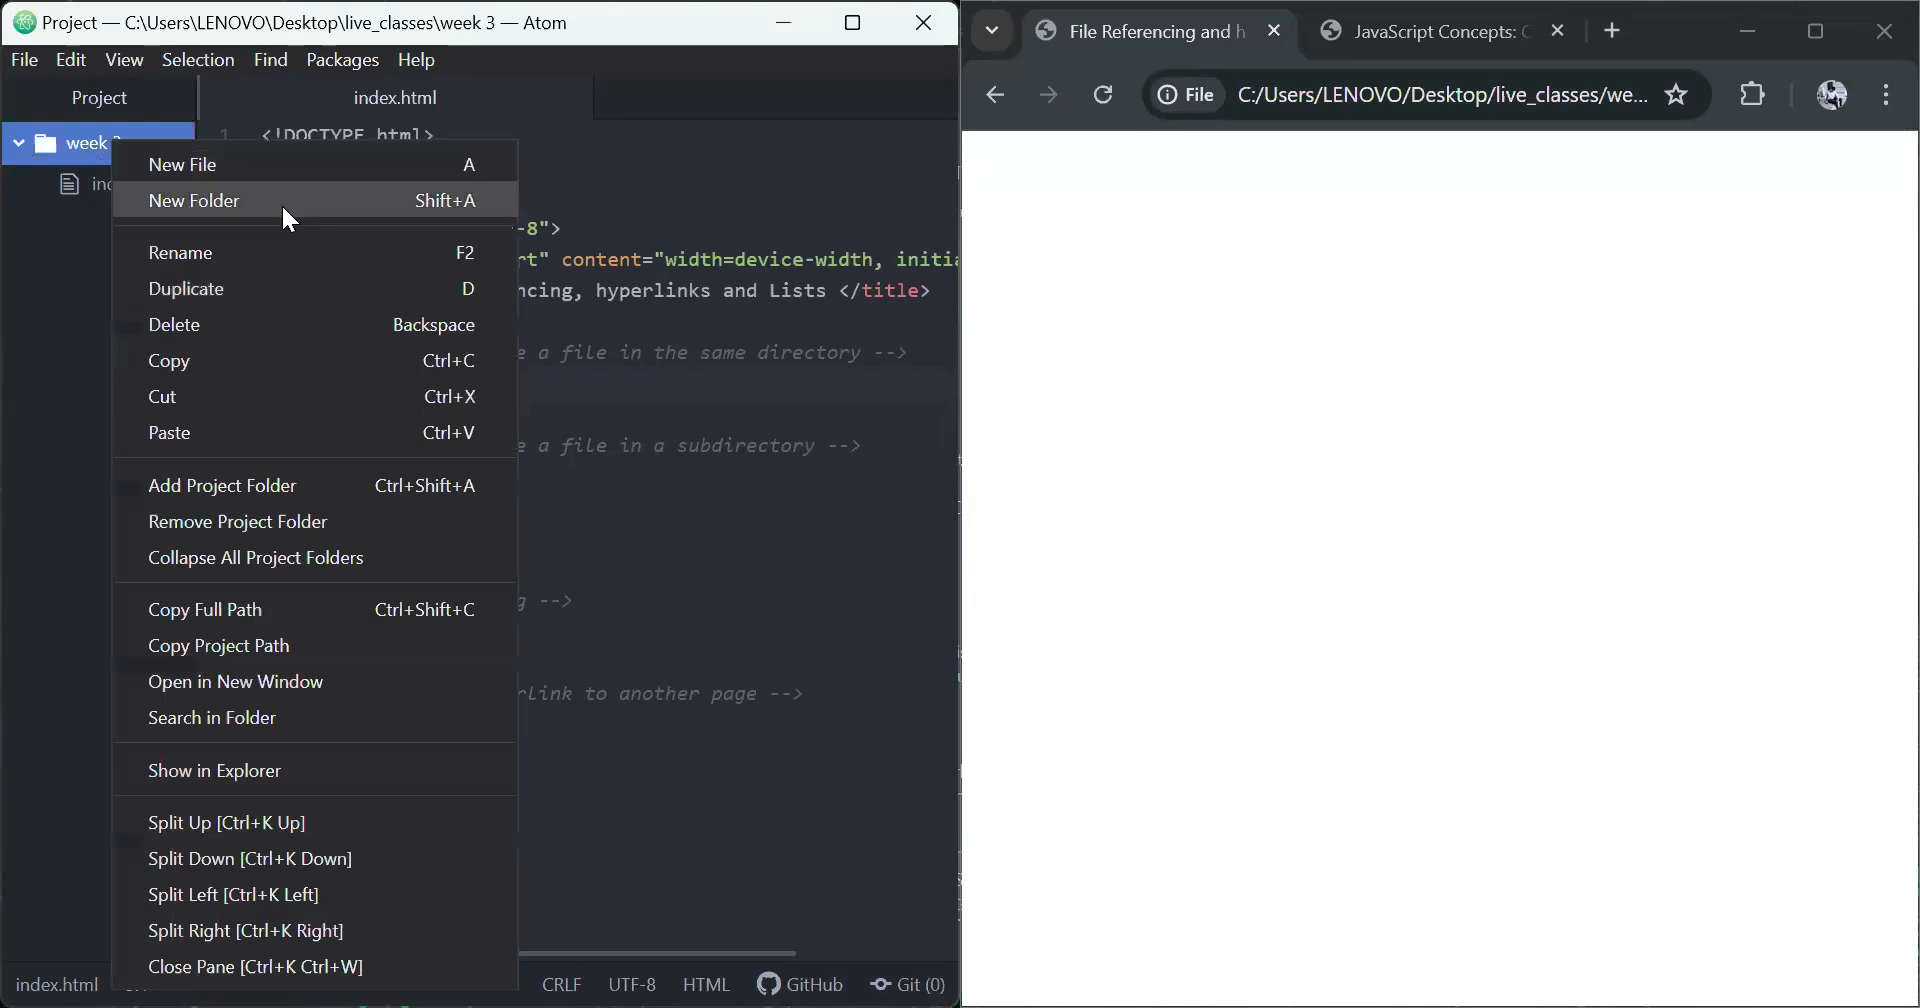 Project — C:\Users\LENOVO\Desktop\live_classes\week 3 — Atom
File Edit View Selection Find Packages Help
Project
index.html
week
1 <!DOCTYPE html>
New File A
New Folder Shift+A
Rename F2
Duplicate D
Delete Backspace
Copy Ctrl+C
Cut Ctrl+X
Paste Ctrl+V
Add Project Folder Ctrl+Shift+A
Remove Project Folder
Collapse All Project Folders
Copy Full Path Ctrl+Shift+C
Copy Project Path
Open in New Window
Search in Folder
Show in Explorer
Split Up [Ctrl+K Up]
Split Down [Ctrl+K Down]
Split Left [Ctrl+K Left]
Split Right [Ctrl+K Right]
Close Pane [Ctrl+K Ctrl+W]
-8">
rt" content="width=device-width, initia
ncing, hyperlinks and Lists </title>
e a file in the same directory -->
e a file in a subdirectory -->
g -->
rlink to another page -->
index.html
CRLF UTF-8 HTML GitHub Git (0)
File Referencing and h
JavaScript Concepts: C
File C:/Users/LENOVO/Desktop/live_classes/we...